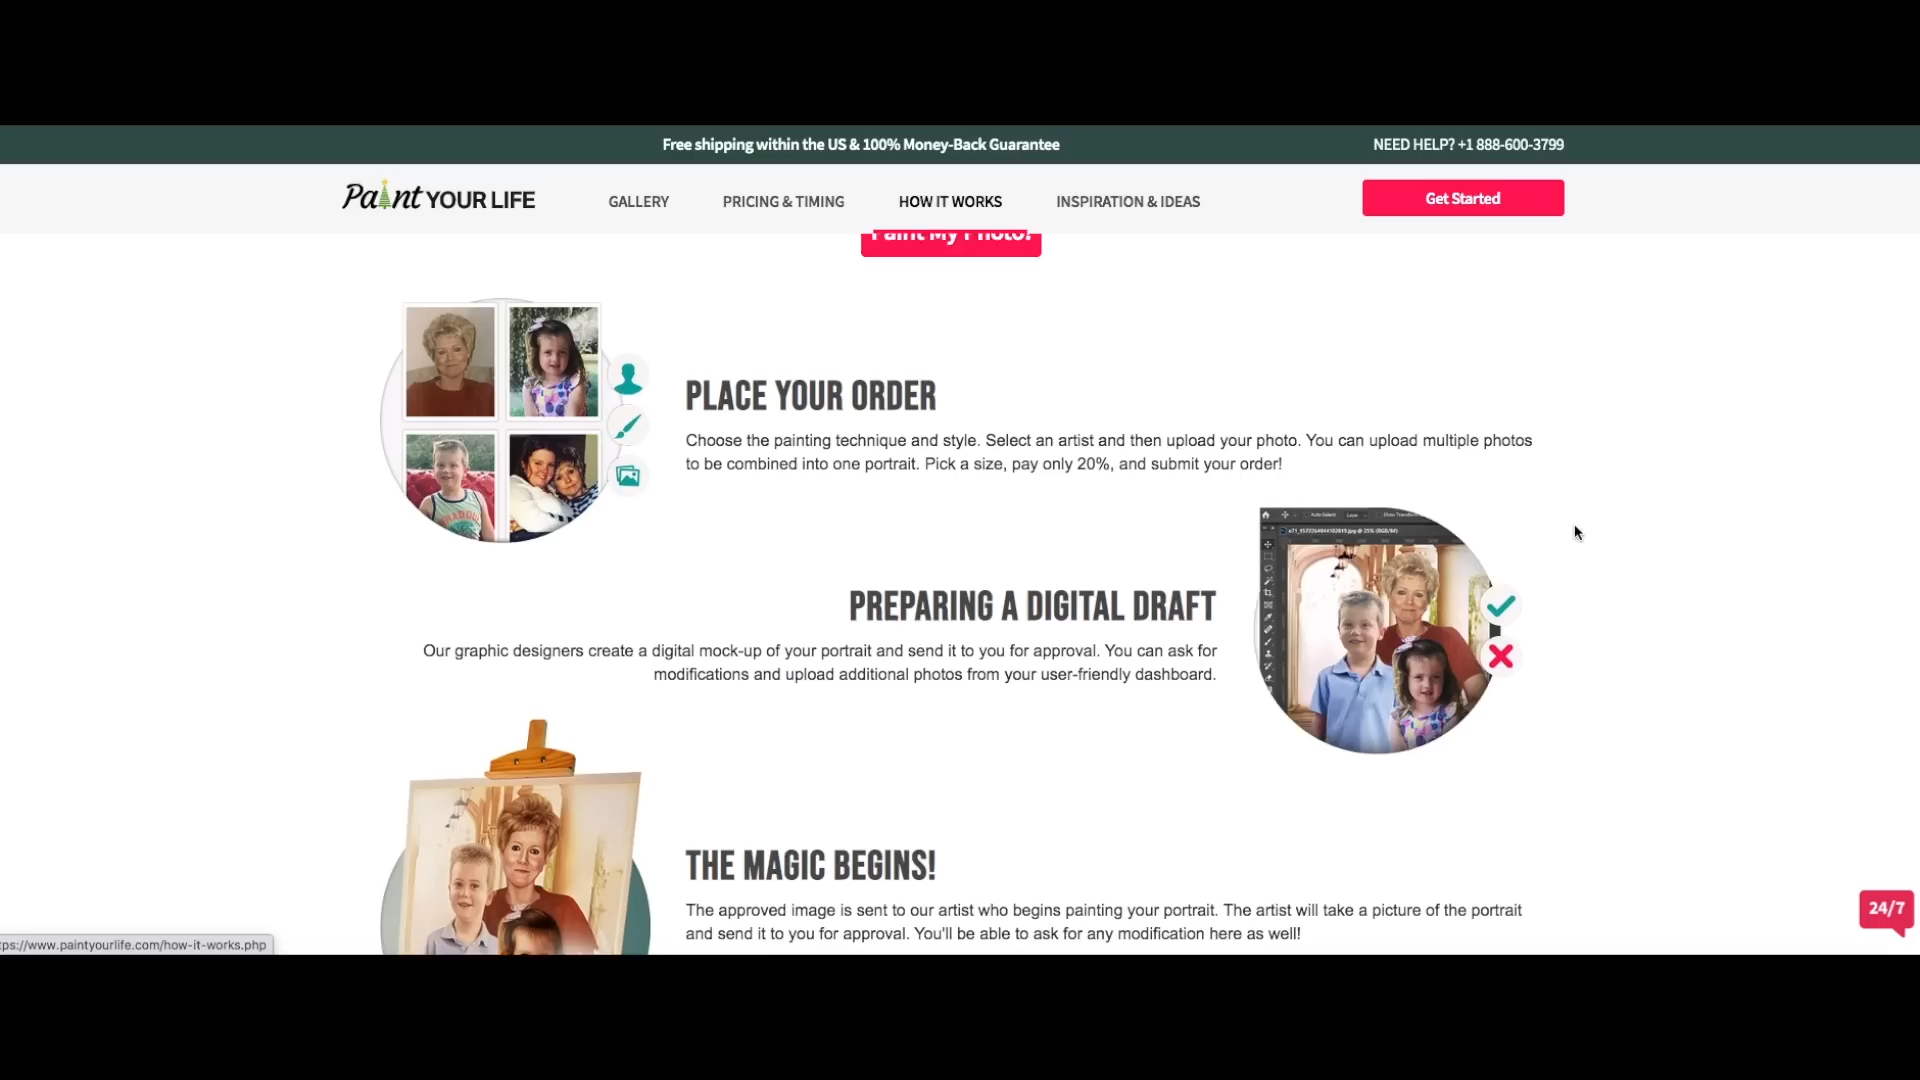 Free shipping within the US & 100% Money-Back Guarantee
NEED HELP? +1 888-600-3799
Paint YOUR LIFE
GALLERY
PRICING & TIMING
HOW IT WORKS
INSPIRATION & IDEAS
Get Started
Paint My Photo!
PLACE YOUR ORDER
Choose the painting technique and style. Select an artist and then upload your photo. You can upload multiple photos
to be combined into one portrait. Pick a size, pay only 20%, and submit your order!
PREPARING A DIGITAL DRAFT
Our graphic designers create a digital mock-up of your portrait and send it to you for approval. You can ask for
modifications and upload additional photos from your user-friendly dashboard.
THE MAGIC BEGINS!
The approved image is sent to our artist who begins painting your portrait. The artist will take a picture of the portrait
and send it to you for approval. You'll be able to ask for any modification here as well!
24/7
tps://www.paintyourlife.com/how-it-works.php